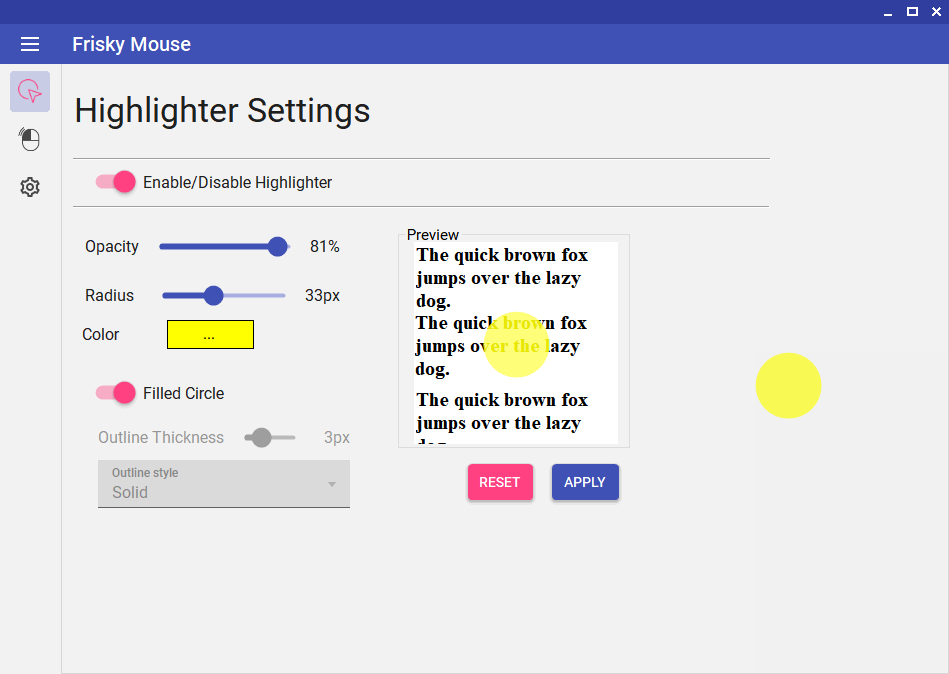 Frisky Mouse
Highlighter Settings
Enable/Disable Highlighter
Opacity 81%
Radius 33px
Color ...
Filled Circle
Outline Thickness 3px
Outline style
Solid
Preview
The quick brown fox
jumps over the lazy
dog.
The quick brown fox
jumps over the lazy
dog.
The quick brown fox
jumps over the lazy
dog
RESET APPLY